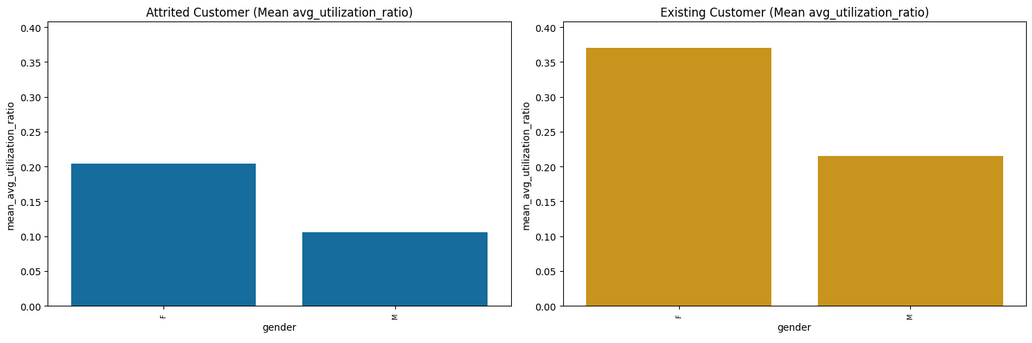 Attrited Customer (Mean avg_utilization_ratio)
mean_avg_utilization_ratio
0.40
0.35
0.30
0.25
0.20
0.15
0.10
0.05
0.00
F
M
gender
Existing Customer (Mean avg_utilization_ratio)
mean_avg_utilization_ratio
0.40
0.35
0.30
0.25
0.20
0.15
0.10
0.05
0.00
F
M
gender